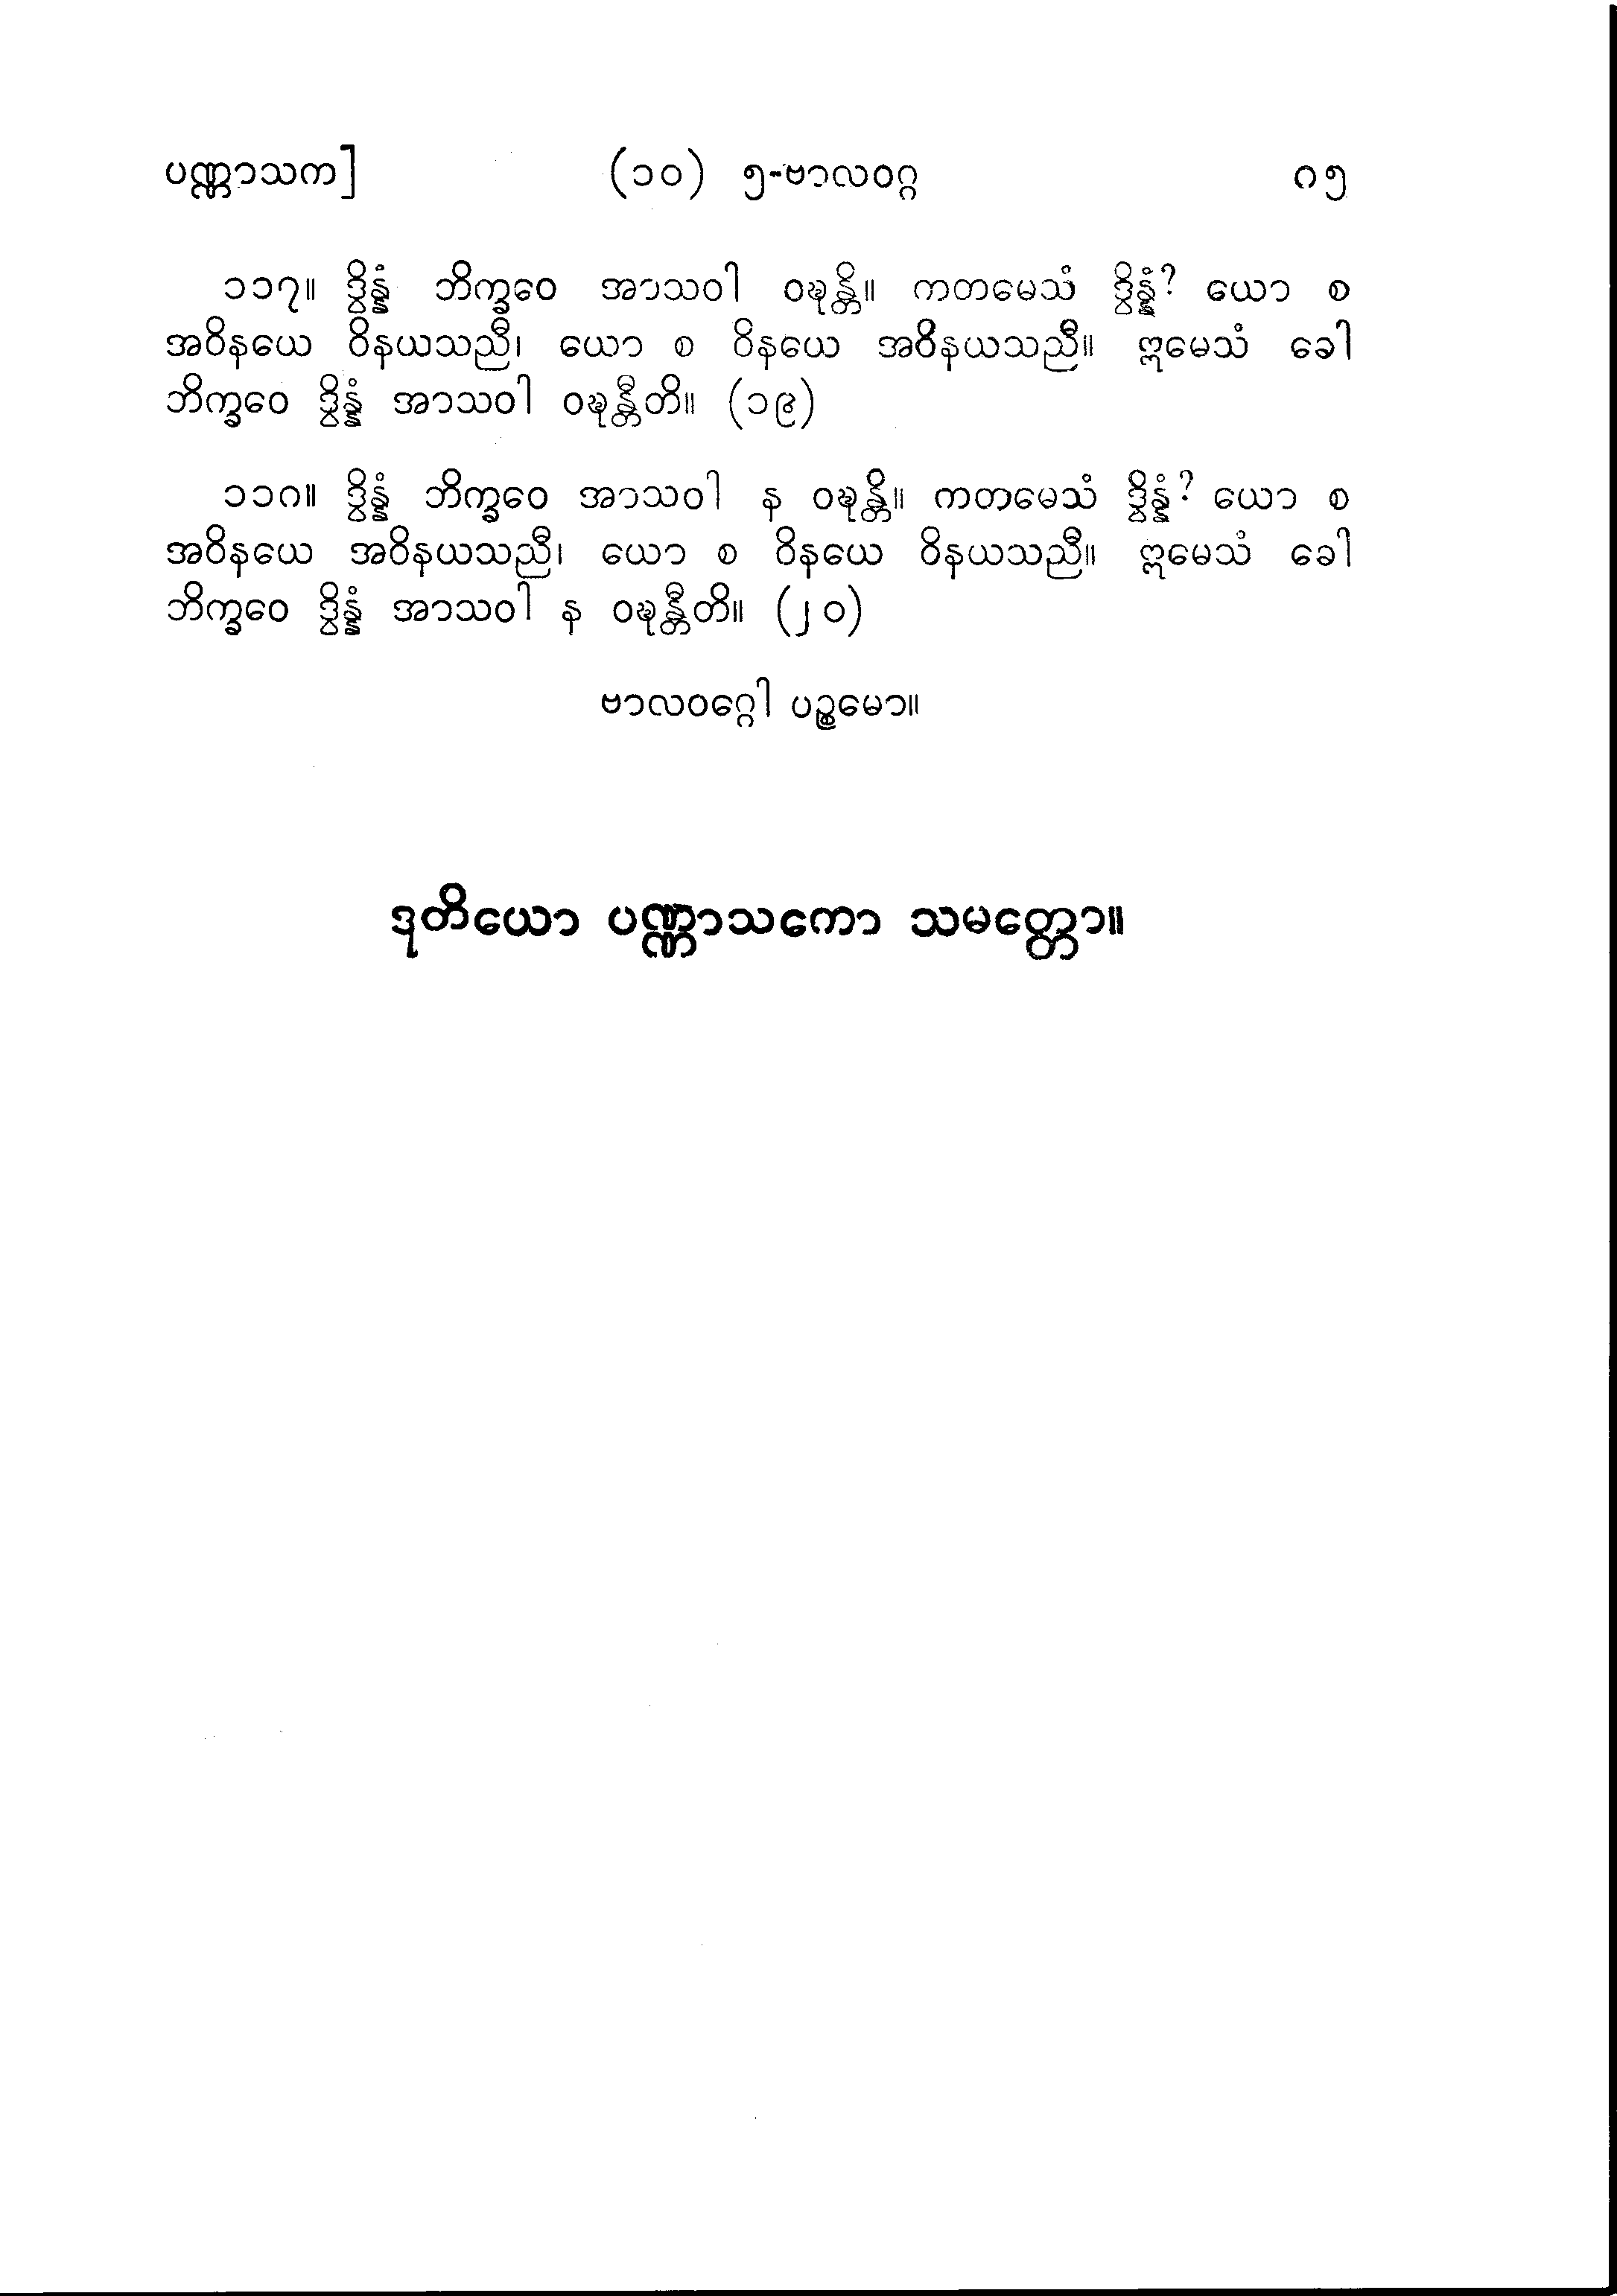 ပဏ္ဏာသက] (၁၀) ၅-ဗာလဝဂ္ဂ ၈၅
၁၁၇။ ဒွိန္နံ ဘိက္ခဝေ အာသဝါ ဝဍ္ဎန္တိ။ ကတမေသံ ဒွိန္နံ? ယော စ
အဝိနယေ ဝိနယသညီ၊ ယော စ ဝိနယေ အဝိနယသညီ။ ဣမေသံ ခေါ
ဘိက္ခဝေ ဒွိန္နံ အာသဝါ ဝဍ္ဎန္တီတိ။ (၁၉)
၁၁၈။ ဒွိန္နံ ဘိက္ခဝေ အာသဝါ န ဝဍ္ဎန္တိ။ ကတမေသံ ဒွိန္နံ? ယော စ
အဝိနယေ အဝိနယသညီ၊ ယော စ ဝိနယေ ဝိနယသညီ။ ဣမေသံ ခေါ
ဘိက္ခဝေ ဒွိန္နံ အာသဝါ န ဝဍ္ဎန္တီတိ။ (၂၀)
ဗာလဝဂ္ဂေါ ပဉ္စမော။
ဒုတိယော ပဏ္ဏာသကော သမတ္တော။